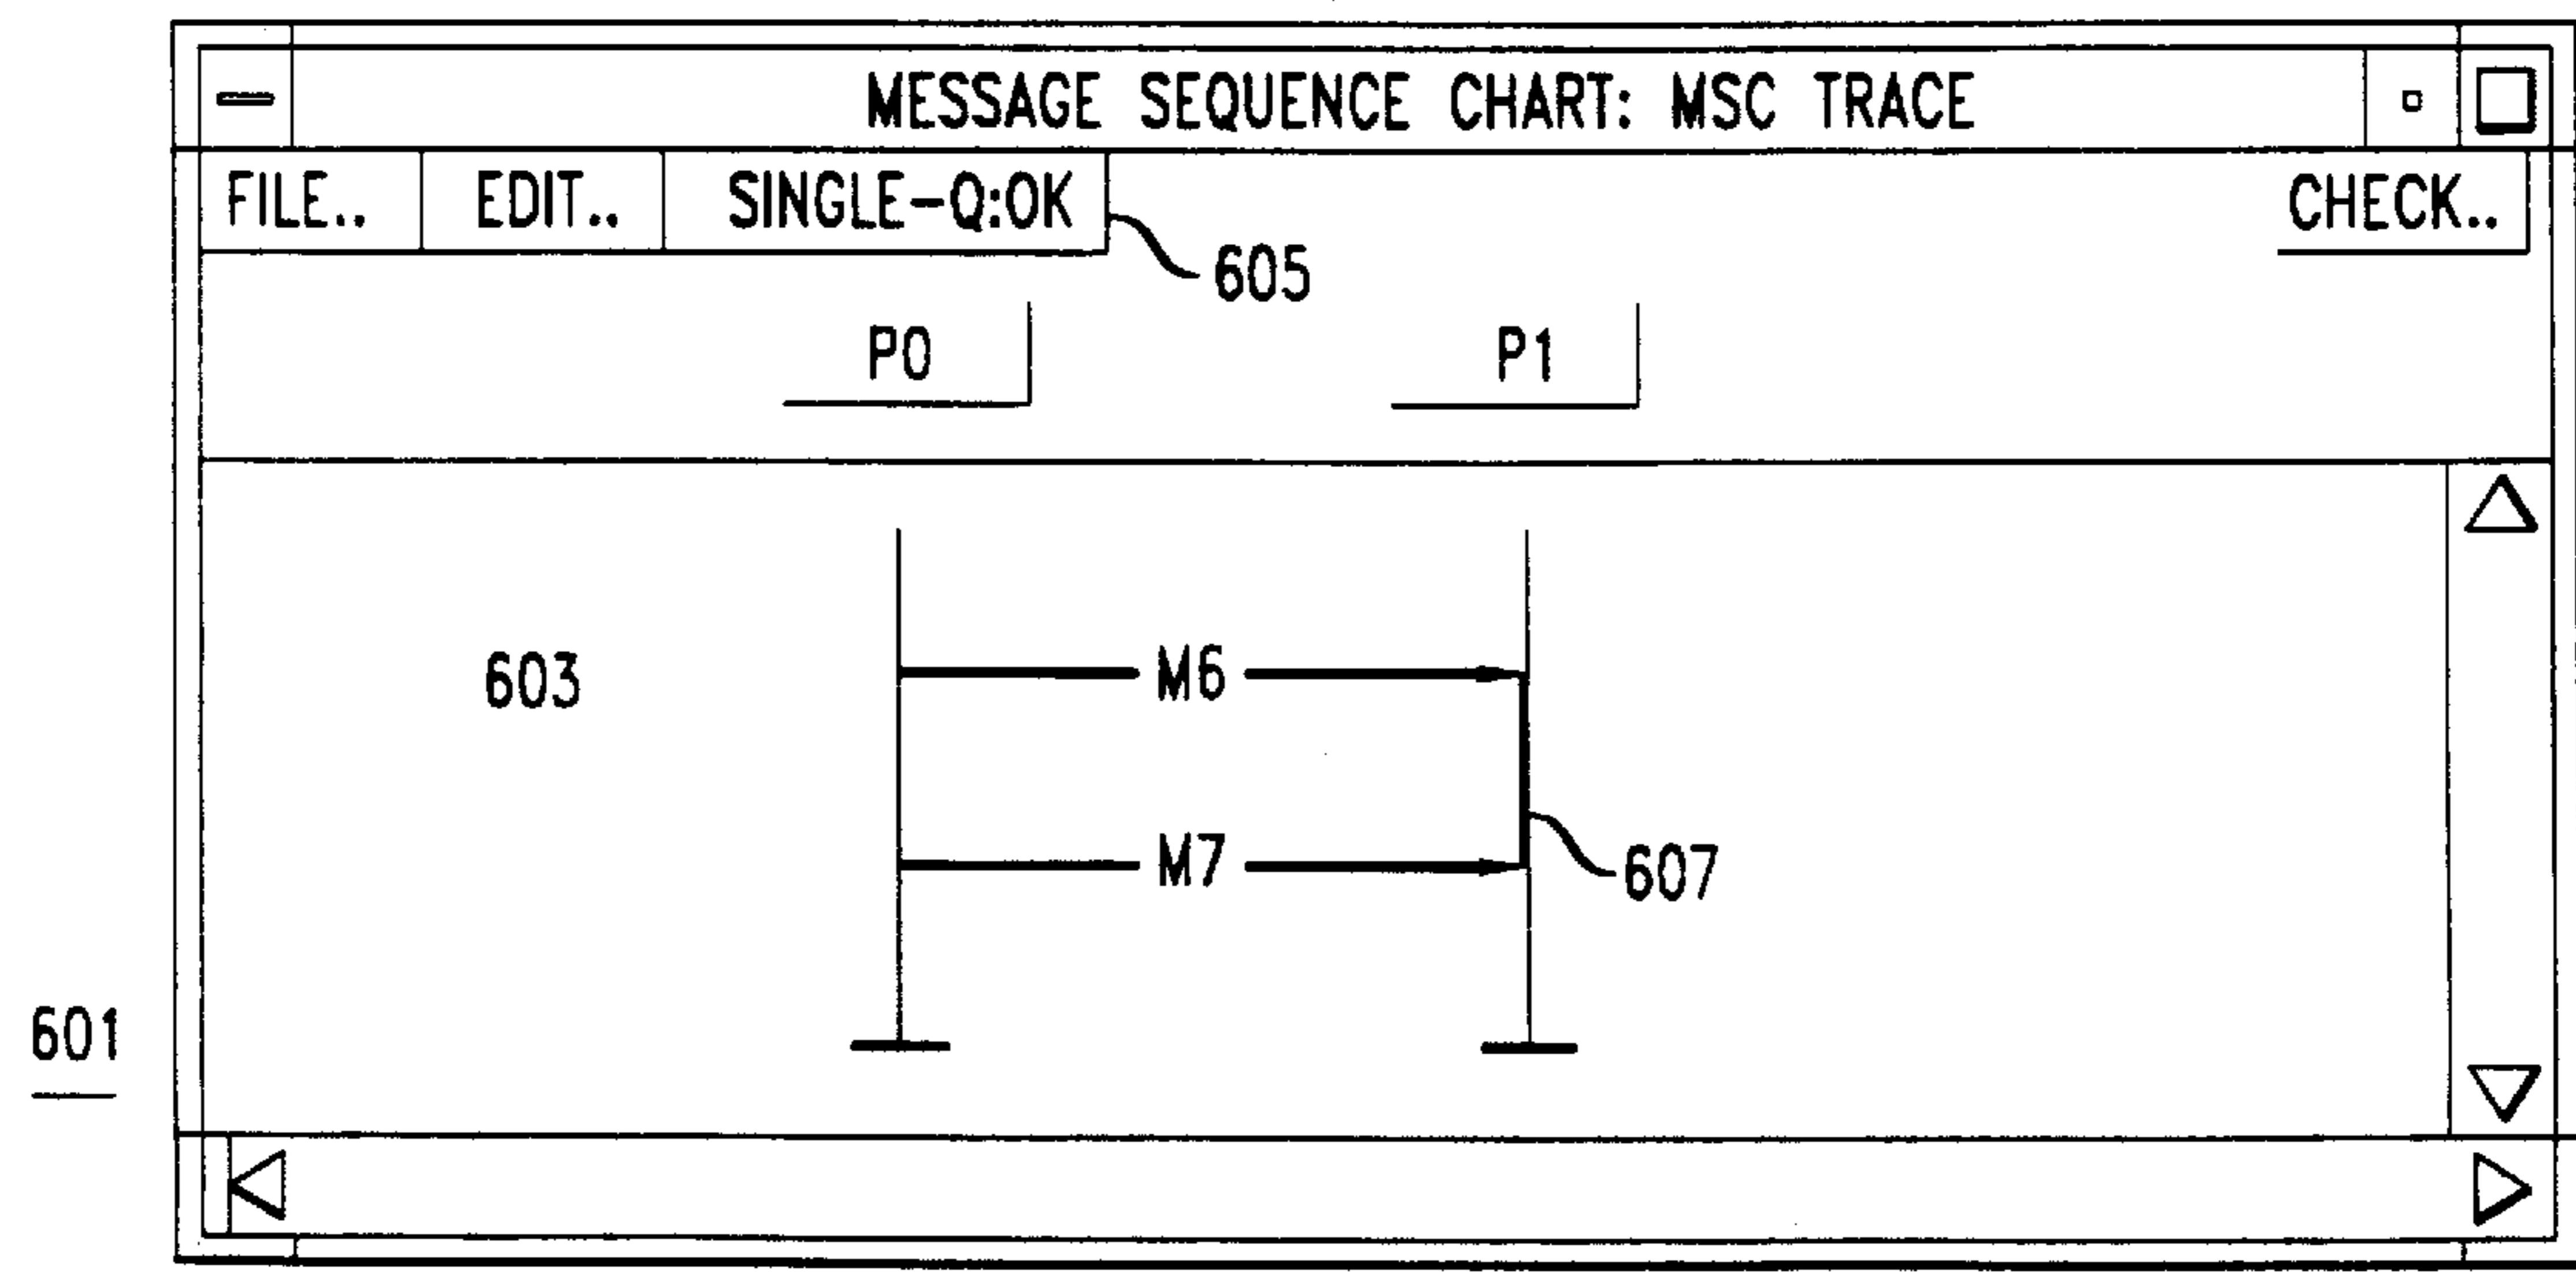 MESSAGE SEQUENCE CHART: MSC TRACE
FILE.. EDIT.. SINGLE-Q:OK CHECK..
605
P0 P1
603 M6
M7 607
601